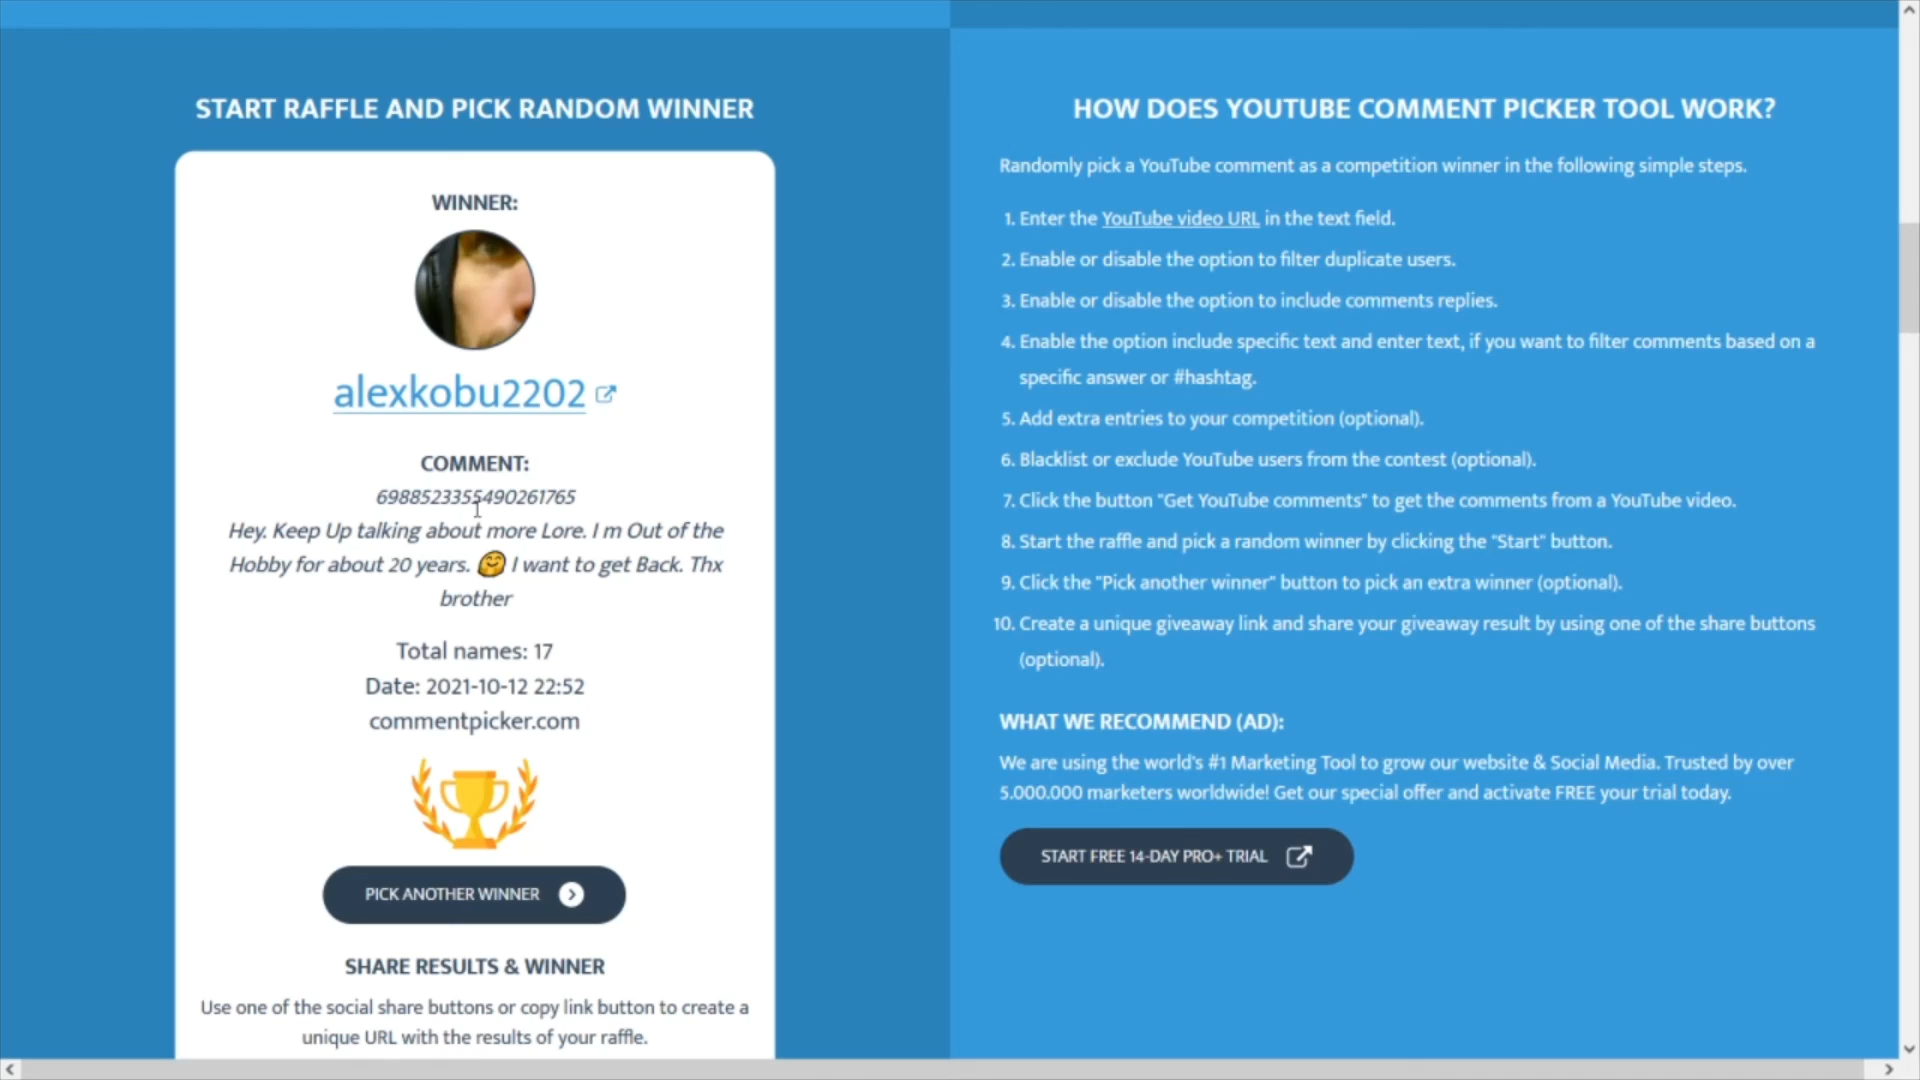 START RAFFLE AND PICK RANDOM WINNER
WINNER:
alexkobu2202
COMMENT:
6988523355490261765
Hey. Keep Up talking about more Lore. I m Out of the
Hobby for about 20 years. 🤗 I want to get Back. Thx
brother
Total names: 17
Date: 2021-10-12 22:52
commentpicker.com
PICK ANOTHER WINNER
SHARE RESULTS & WINNER
Use one of the social share buttons or copy link button to create a
unique URL with the results of your raffle.
HOW DOES YOUTUBE COMMENT PICKER TOOL WORK?
Randomly pick a YouTube comment as a competition winner in the following simple steps.
1. Enter the YouTube video URL in the text field.
2. Enable or disable the option to filter duplicate users.
3. Enable or disable the option to include comments replies.
4. Enable the option include specific text and enter text, if you want to filter comments based on a
specific answer or #hashtag.
5. Add extra entries to your competition (optional).
6. Blacklist or exclude YouTube users from the contest (optional).
7. Click the button "Get YouTube comments" to get the comments from a YouTube video.
8. Start the raffle and pick a random winner by clicking the "Start" button.
9. Click the "Pick another winner" button to pick an extra winner (optional).
10. Create a unique giveaway link and share your giveaway result by using one of the share buttons
(optional).
WHAT WE RECOMMEND (AD):
We are using the world's #1 Marketing Tool to grow our website & Social Media. Trusted by over
5.000.000 marketers worldwide! Get our special offer and activate FREE your trial today.
START FREE 14-DAY PRO+ TRIAL